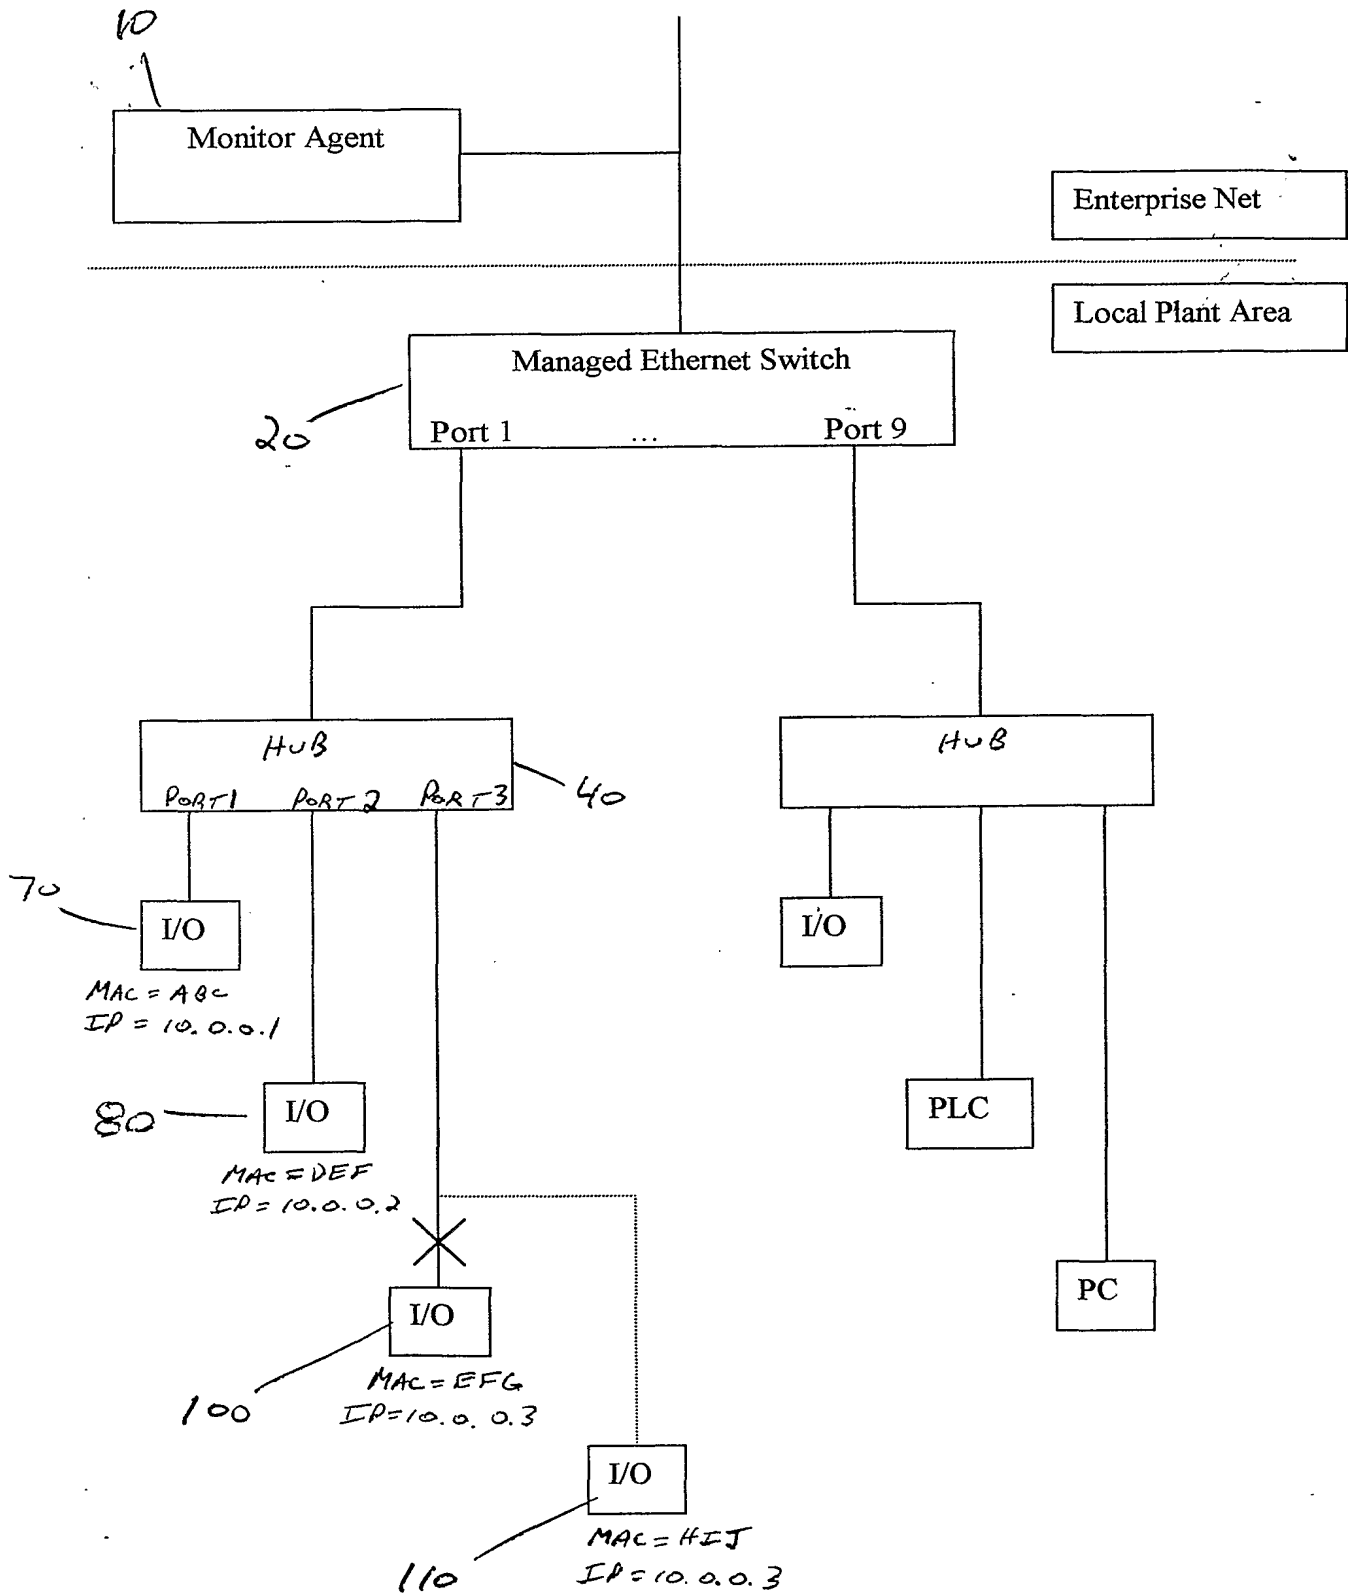 10
Monitor Agent
Enterprise Net
Local Plant Area
Managed Ethernet Switch
20
Port 1 ... Port 9
HUB
PORT1 PORT 2 PORT3
40
HUB
70
I/O
MAC = ABC
IP = 10.0.0.1
I/O
80
I/O
MAC = DEF
IP = 10.0.0.2
PLC
100
I/O
MAC = EFG
IP=10.0.0.3
PC
110
I/O
MAC = HIJ
IP = 10.0.0.3